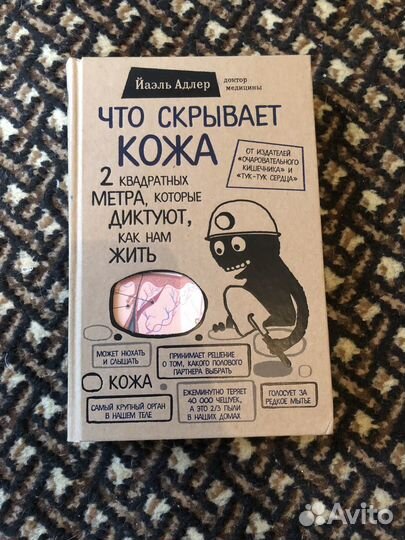 Йаэль Адлер
доктор
медицины
ЧТО СКРЫВАЕТ
КОЖА
ОТ ИЗДАТЕЛЕЙ
«ОЧАРОВАТЕЛЬНОГО
КИШЕЧНИКА» И
«ТУК-ТУК СЕРДЦА»
2 КВАДРАТНЫХ
МЕТРА, КОТОРЫЕ
ДИКТУЮТ,
КАК НАМ
ЖИТЬ
МОЖЕТ НЮХАТЬ
И СЛЫШАТЬ
ПРИНИМАЕТ РЕШЕНИЕ
О ТОМ, КАКОГО ПОЛОВОГО
ПАРТНЕРА ВЫБРАТЬ
КОЖА
САМЫЙ КРУПНЫЙ ОРГАН
В НАШЕМ ТЕЛЕ
ЕЖЕМИНУТНО ТЕРЯЕТ
40 000 ЧЕШУЕК,
А ЭТО 2/3 ПЫЛИ
В НАШИХ ДОМАХ
ГОЛОСУЕТ ЗА
РЕДКОЕ МЫТЬЕ
Avito